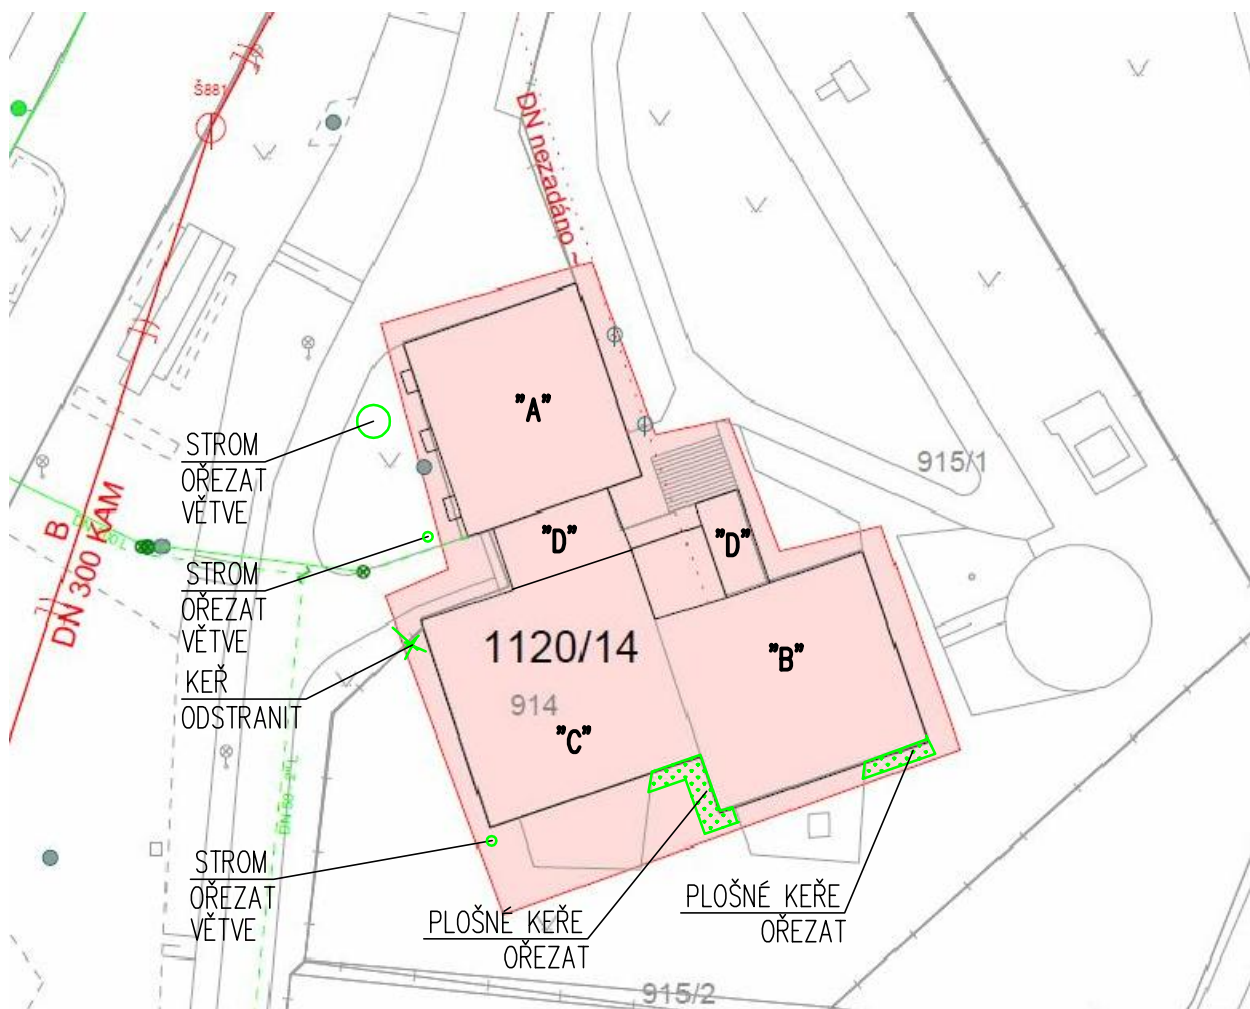 Š881
DN nezadáno
"A"
915/1
STROM
OŘEZAT
VĚTVE
B
DN 300 KAM
"D"
"D"
STROM
OŘEZAT
VĚTVE
1120/14
"B"
KEŘ
ODSTRANIT
914
"C"
STROM
OŘEZAT
VĚTVE
PLOŠNÉ KEŘE
OŘEZAT
PLOŠNÉ KEŘE
OŘEZAT
915/2